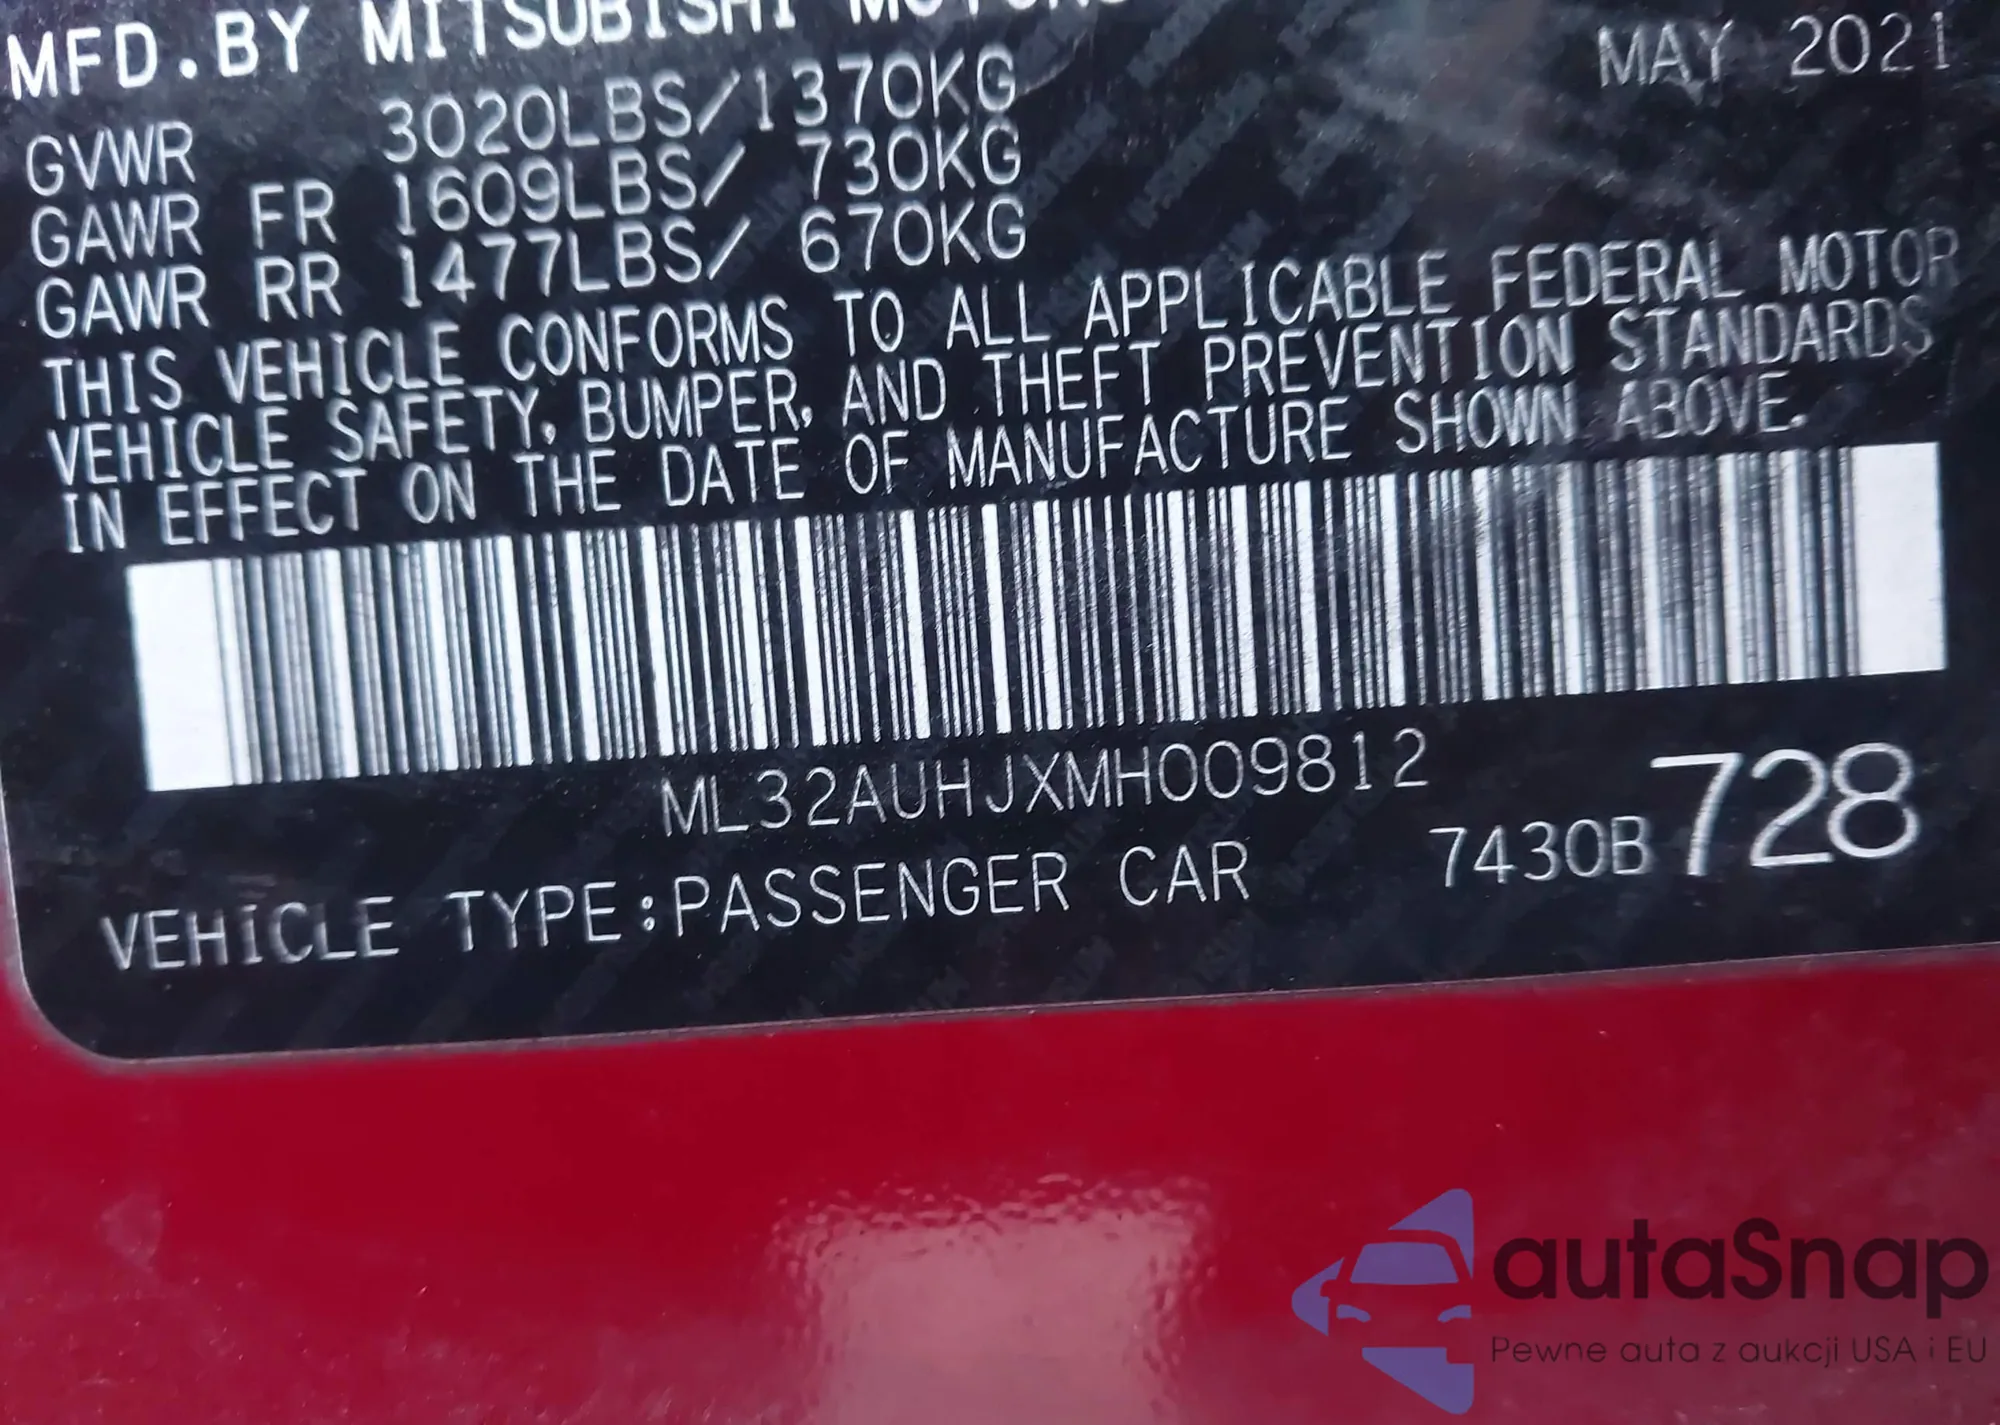 MFD.BY MITSUBISHI MOTORS
MAY 2021
GVWR 3020LBS/1370KG
GAWR FR 1609LBS/ 730KG
GAWR RR 1477LBS/ 670KG
THIS VEHICLE CONFORMS TO ALL APPLICABLE FEDERAL MOTOR
VEHICLE SAFETY, BUMPER, AND THEFT PREVENTION STANDARDS
IN EFFECT ON THE DATE OF MANUFACTURE SHOWN ABOVE.
ML32AUHJXMH009812
7430B 728
VEHICLE TYPE:PASSENGER CAR
autaSnap
Pewne auta z aukcji USA i EU